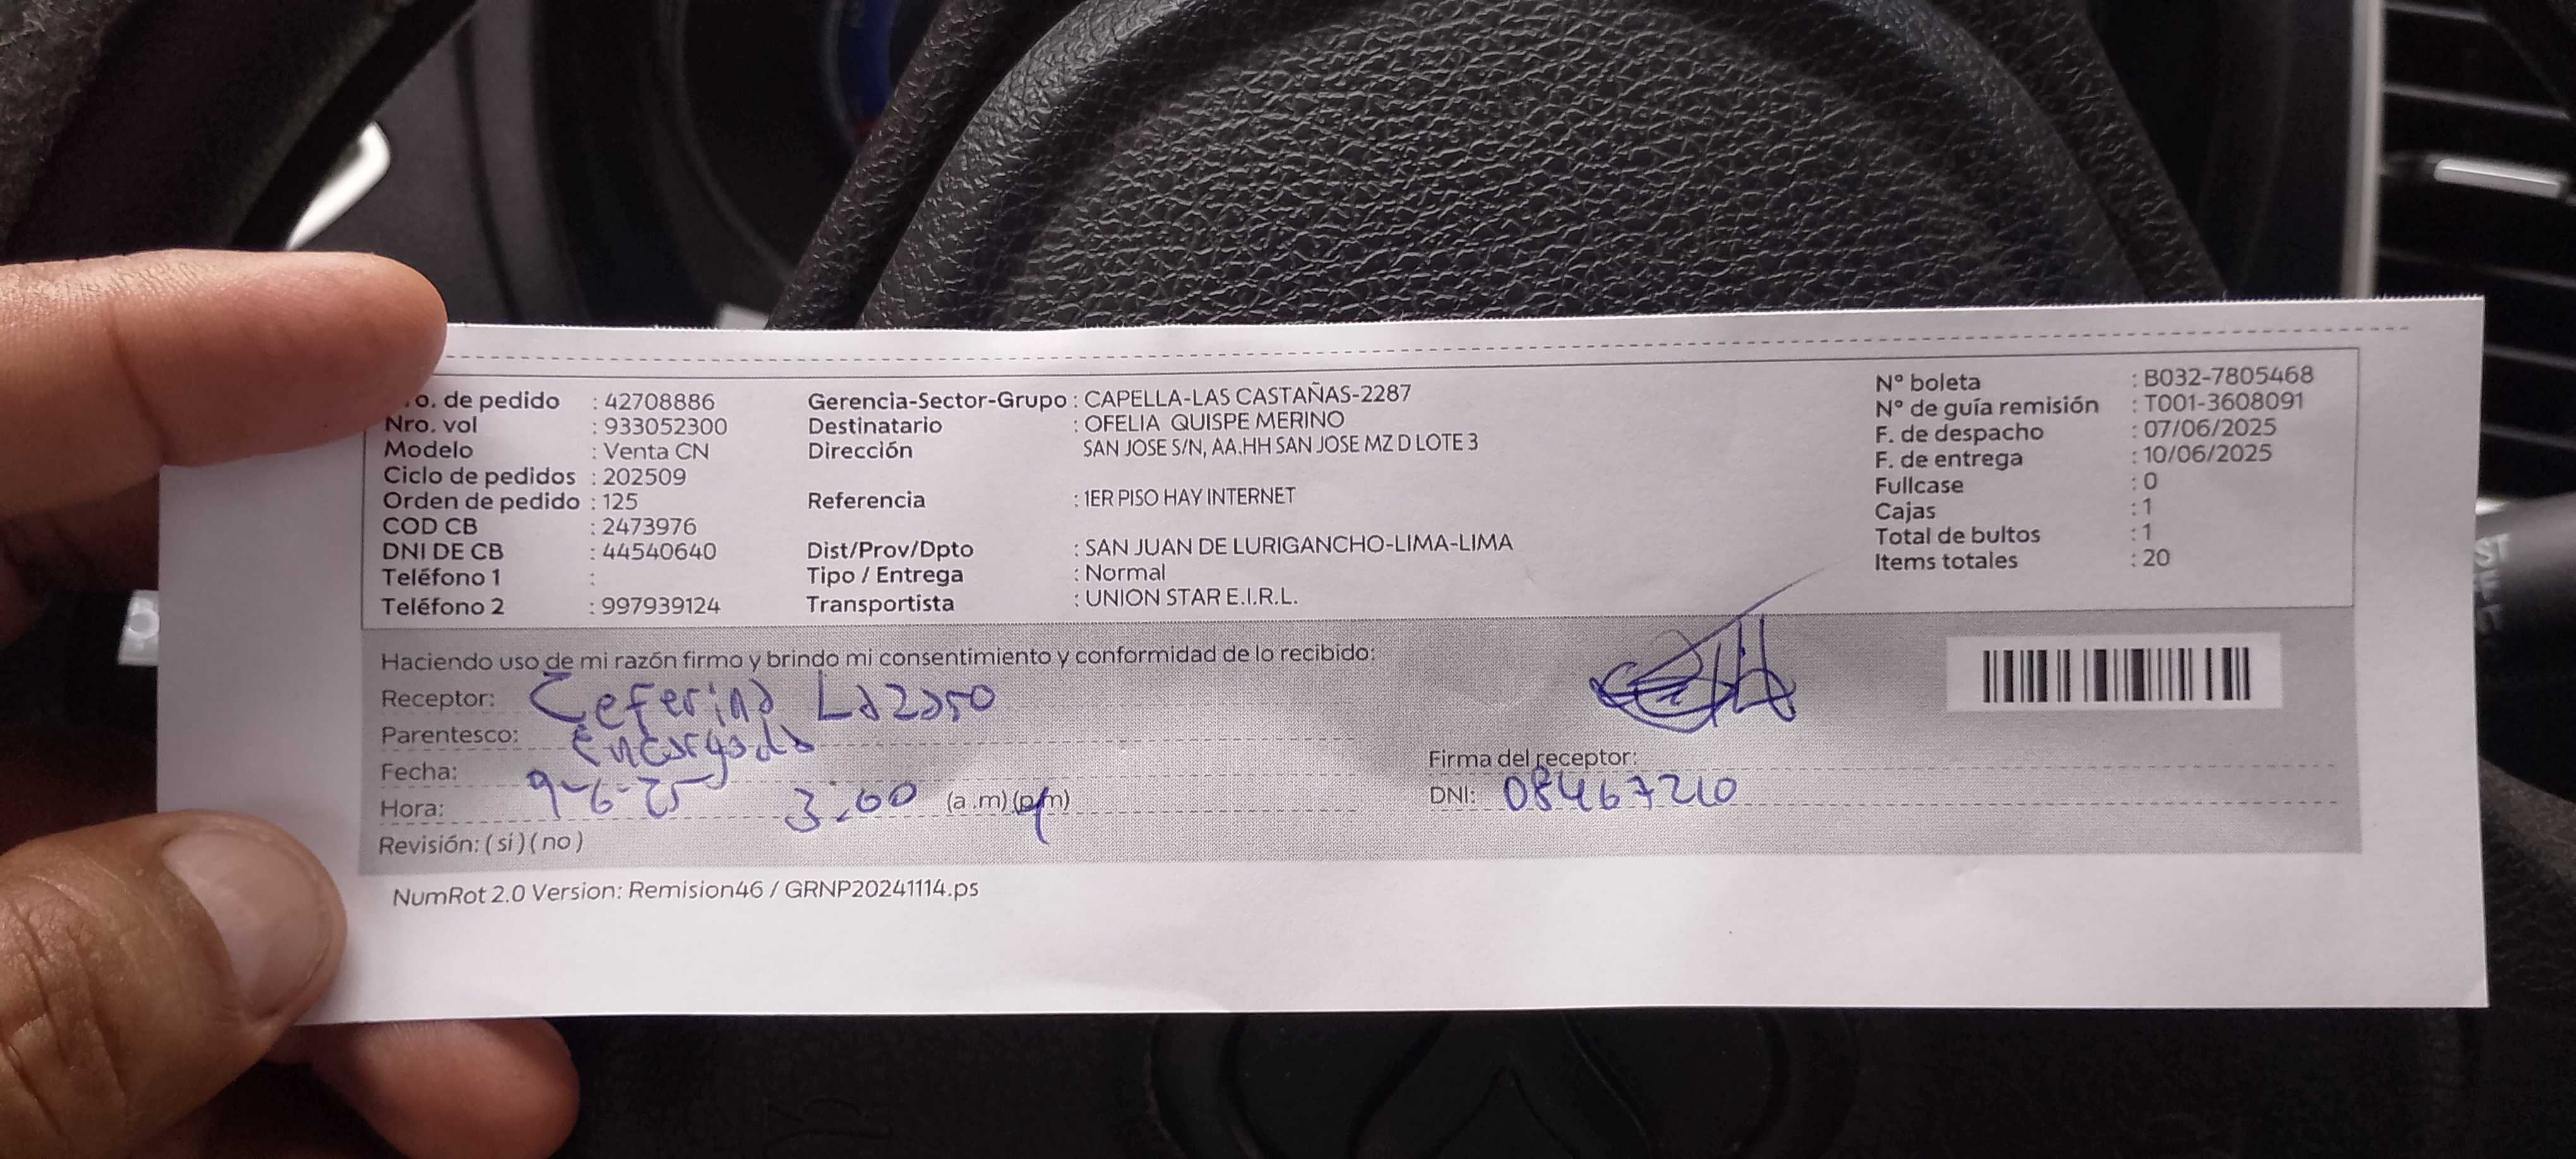 o. de pedido : 42708886
Nro. vol : 933052300
Modelo : Venta CN
Ciclo de pedidos : 202509
Orden de pedido : 125
COD CB : 2473976
DNI DE CB : 44540640
Teléfono 1 :
Teléfono 2 : 997939124
Gerencia-Sector-Grupo : CAPELLA-LAS CASTAÑAS-2287
Destinatario : OFELIA QUISPE MERINO
Dirección SAN JOSE S/N, AA.HH SAN JOSE MZ D LOTE 3
Referencia : 1ER PISO HAY INTERNET
Dist/Prov/Dpto : SAN JUAN DE LURIGANCHO-LIMA-LIMA
Tipo / Entrega : Normal
Transportista : UNION STAR E.I.R.L.
N° boleta : B032-7805468
N° de guía remisión : T001-3608091
F. de despacho : 07/06/2025
F. de entrega : 10/06/2025
Fullcase : 0
Cajas : 1
Total de bultos : 1
Items totales : 20
Haciendo uso de mi razón firmo y brindo mi consentimiento y conformidad de lo recibido:
Receptor: Ceferino Lazaro
Parentesco: Encargado
Fecha: 9-6-25
Hora: 3:00 (a.m) (p.m)
Revisión: ( si ) ( no )
Firma del receptor:
DNI: 08467210
NumRot 2.0 Version: Remision46 / GRNP20241114.ps